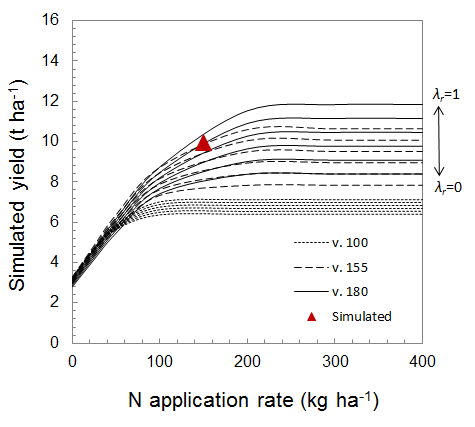 16
14
12
10
8
6
4
2
0
Simulated yield (t ha⁻¹)
λr=1
λr=0
v. 100
v. 155
v. 180
Simulated
0 100 200 300 400
N application rate (kg ha⁻¹)